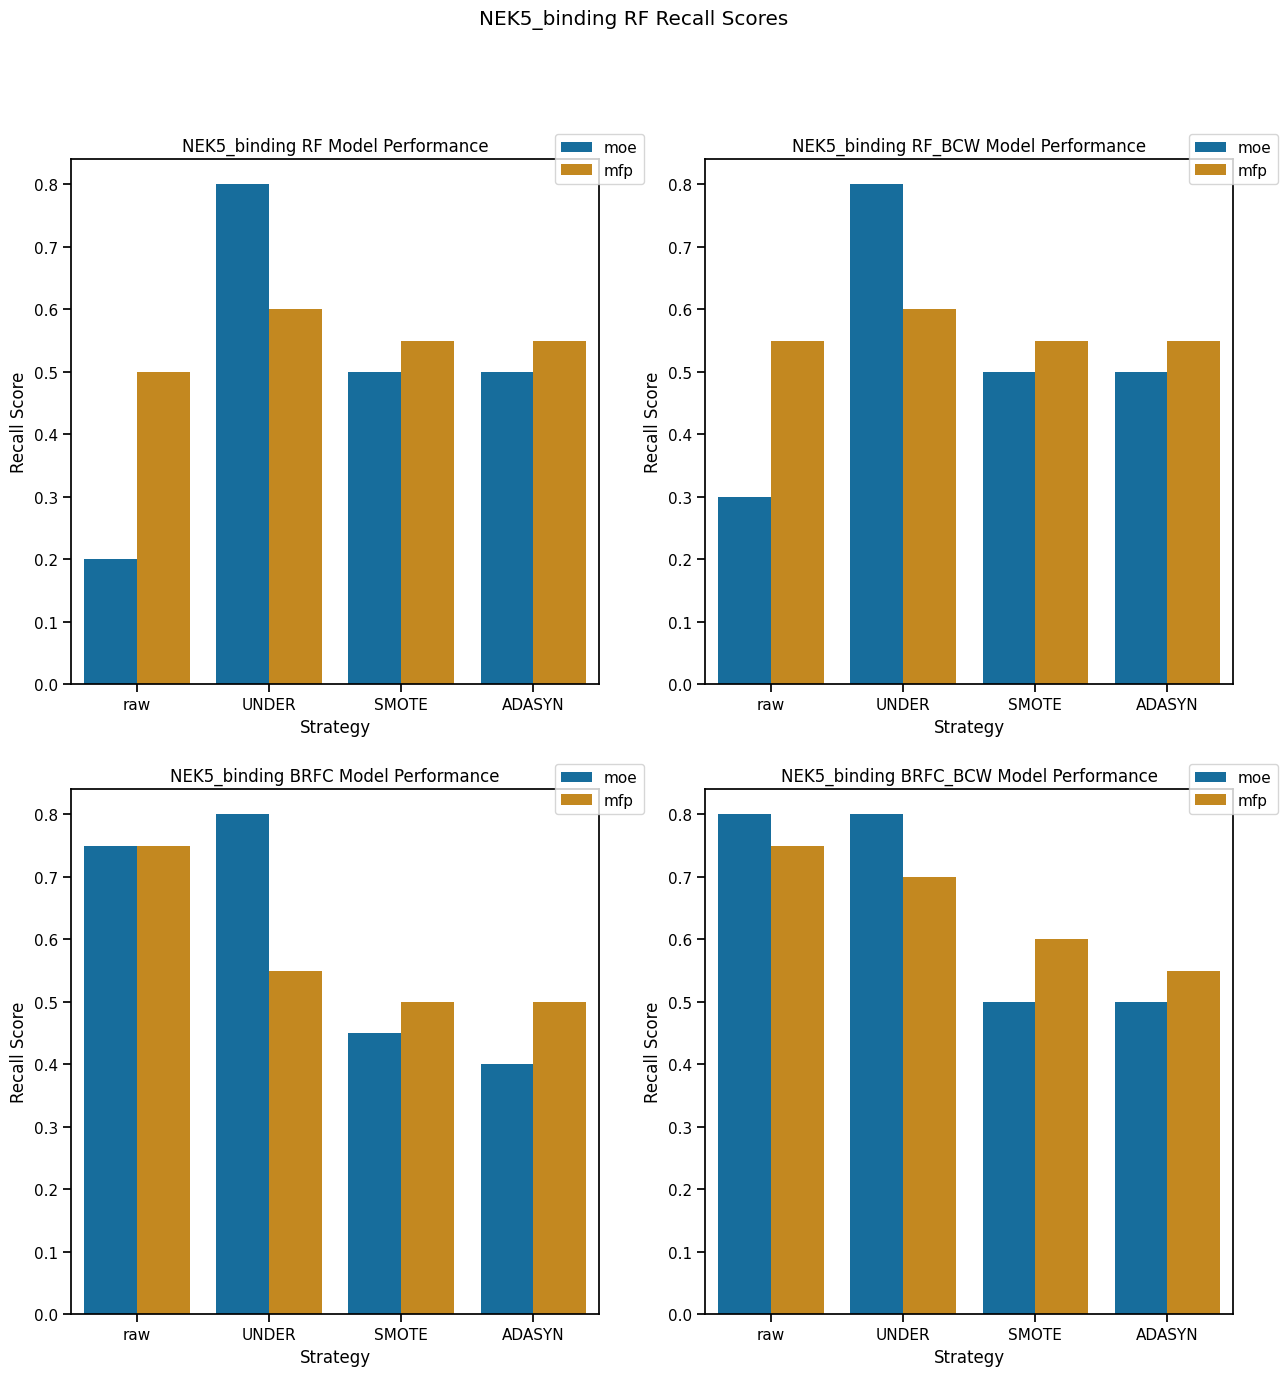 NEK5_binding RF Recall Scores
NEK5_binding RF Model Performance
moe
mfp
Recall Score
0.8
0.7
0.6
0.5
0.4
0.3
0.2
0.1
0.0
raw UNDER SMOTE ADASYN
Strategy
NEK5_binding RF_BCW Model Performance
moe
mfp
Recall Score
0.8
0.7
0.6
0.5
0.4
0.3
0.2
0.1
0.0
raw UNDER SMOTE ADASYN
Strategy
NEK5_binding BRFC Model Performance
moe
mfp
Recall Score
0.8
0.7
0.6
0.5
0.4
0.3
0.2
0.1
0.0
raw UNDER SMOTE ADASYN
Strategy
NEK5_binding BRFC_BCW Model Performance
moe
mfp
Recall Score
0.8
0.7
0.6
0.5
0.4
0.3
0.2
0.1
0.0
raw UNDER SMOTE ADASYN
Strategy